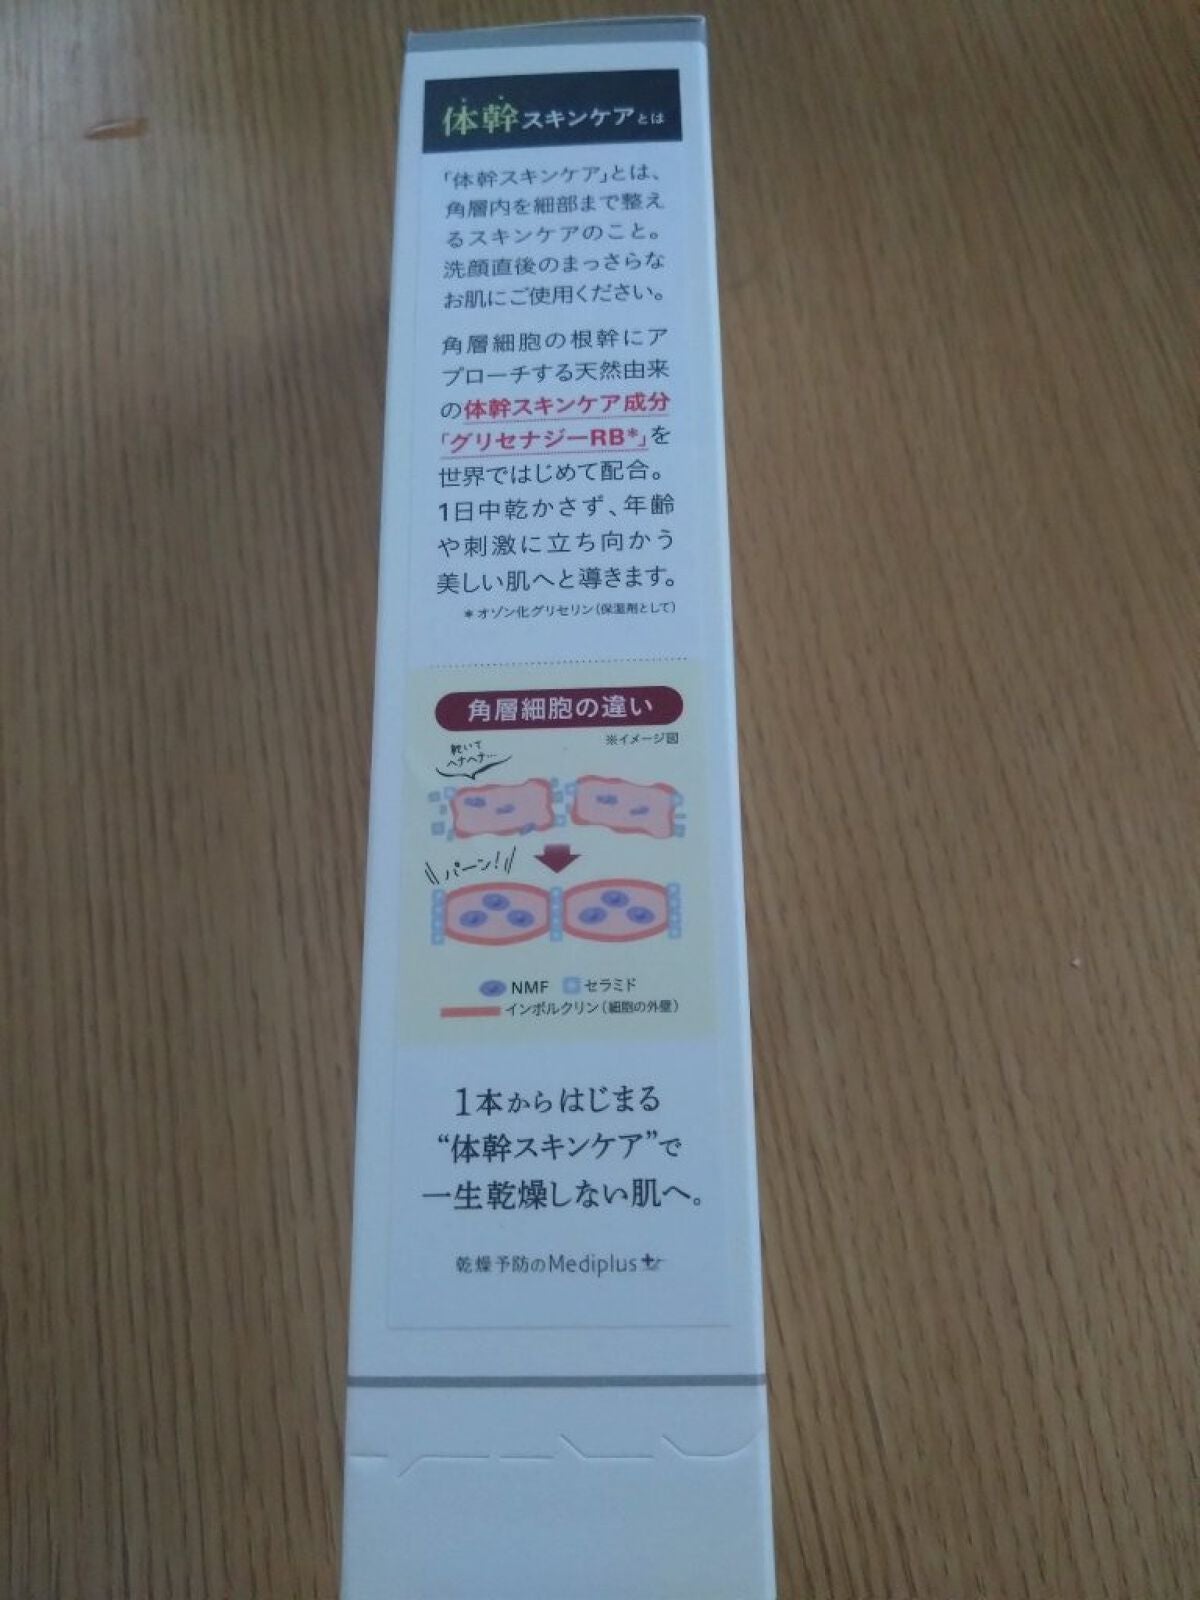 体幹スキンケアとは
「体幹スキンケア」とは、
角層内を細部まで整え
るスキンケアのこと。
洗顔直後のまっさらな
お肌にご使用ください。
角層細胞の根幹にア
プローチする天然由来
の体幹スキンケア成分
「グリセナジーRB*」を
世界ではじめて配合。
1日中乾かさず、年齢
や刺激に立ち向かう
美しい肌へと導きます。
*オゾン化グリセリン(保湿剤として)
角層細胞の違い
※イメージ図
乾いて
ヘナヘナ…
パーン!
NMF セラミド
インボルクリン(細胞の外壁)
1本からはじまる
“体幹スキンケア”で
一生乾燥しない肌へ。
乾燥予防のMediplus+